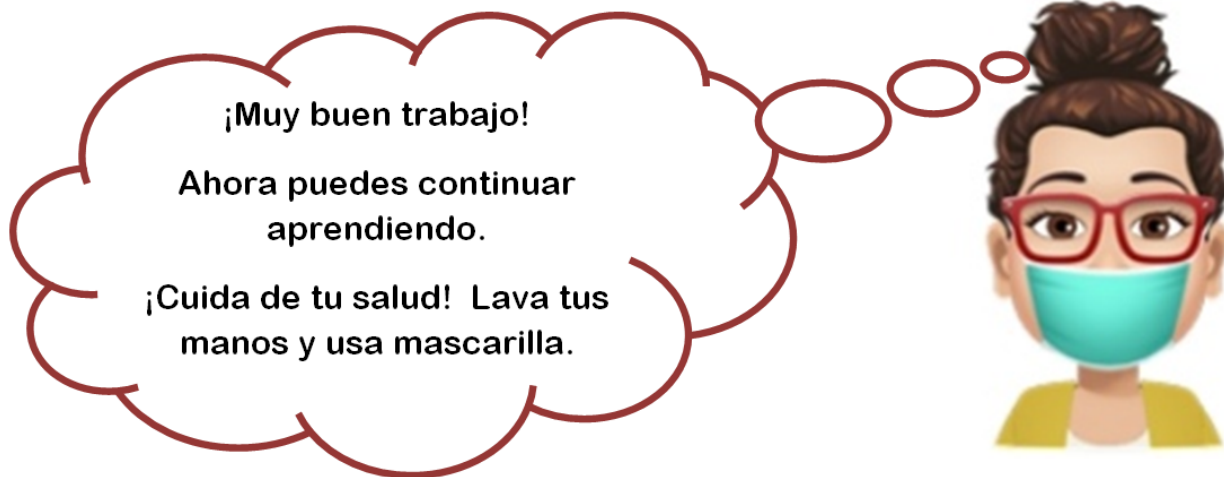 ¡Muy buen trabajo!
Ahora puedes continuar
aprendiendo.
¡Cuida de tu salud!  Lava tus
manos y usa mascarilla.